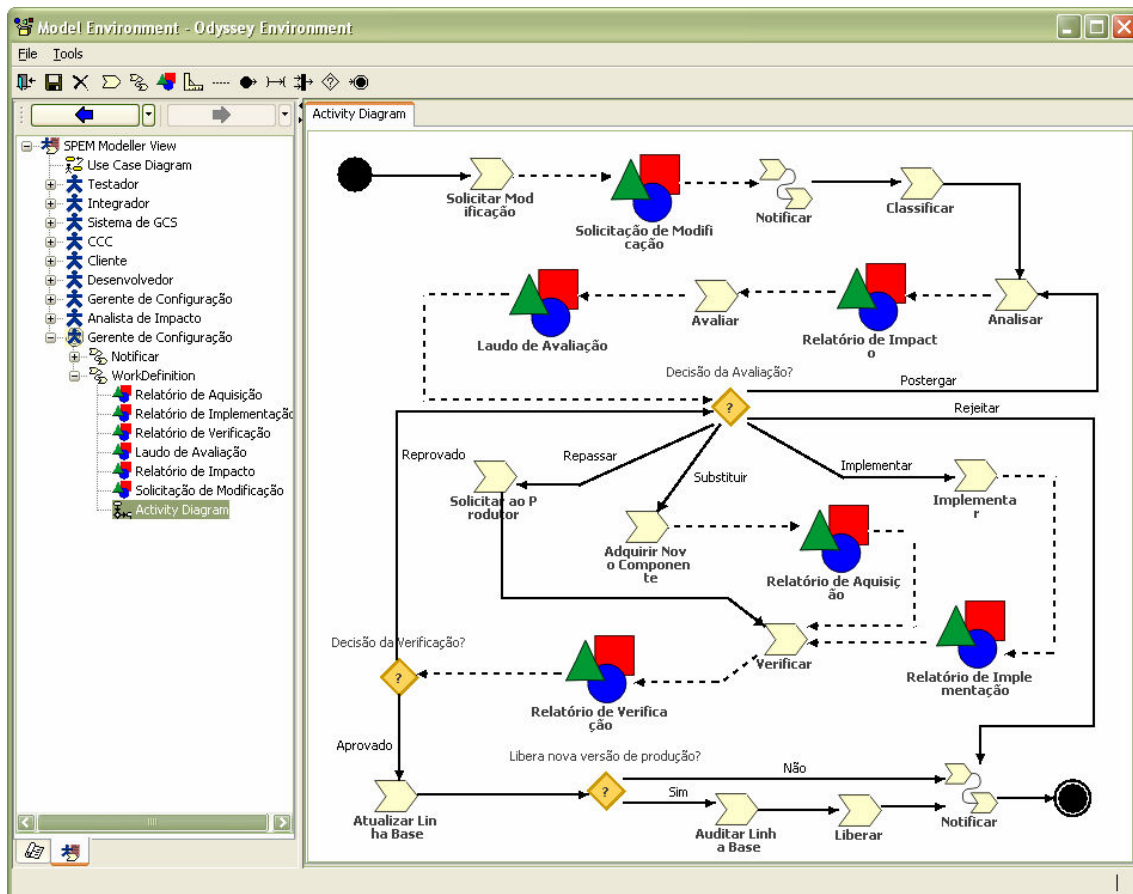 Model Environment - Odyssey Environment
File Tools
Activity Diagram
SPEM Modeller View
Use Case Diagram
Testador
Integrador
Sistema de GCS
CCC
Cliente
Desenvolvedor
Gerente de Configuração
Analista de Impacto
Gerente de Configuração
Notificar
WorkDefinition
Relatório de Aquisição
Relatório de Implementação
Relatório de Verificação
Laudo de Avaliação
Relatório de Impacto
Solicitação de Modificação
Activity Diagram
Solicitar Mod
ificação
Solicitação de Modifi
cação
Notificar
Classificar
Laudo de Avaliação
Avaliar
Relatório de Impact
o
Analisar
Decisão da Avaliação?
?
Postergar
Rejeitar
Reprovado
Repassar
Substituir
Implementar
Solicitar ao P
rodutor
Implementa
r
Adquirir Nov
o Componen
te
Relatório de Aquisiç
ão
Decisão da Verificação?
?
Verificar
Relatório de Imple
mentação
Relatório de Verifica
ção
Aprovado
Libera nova versão de produção?
?
Não
Sim
Atualizar Lin
ha Base
Auditar Linh
a Base
Liberar
Notificar